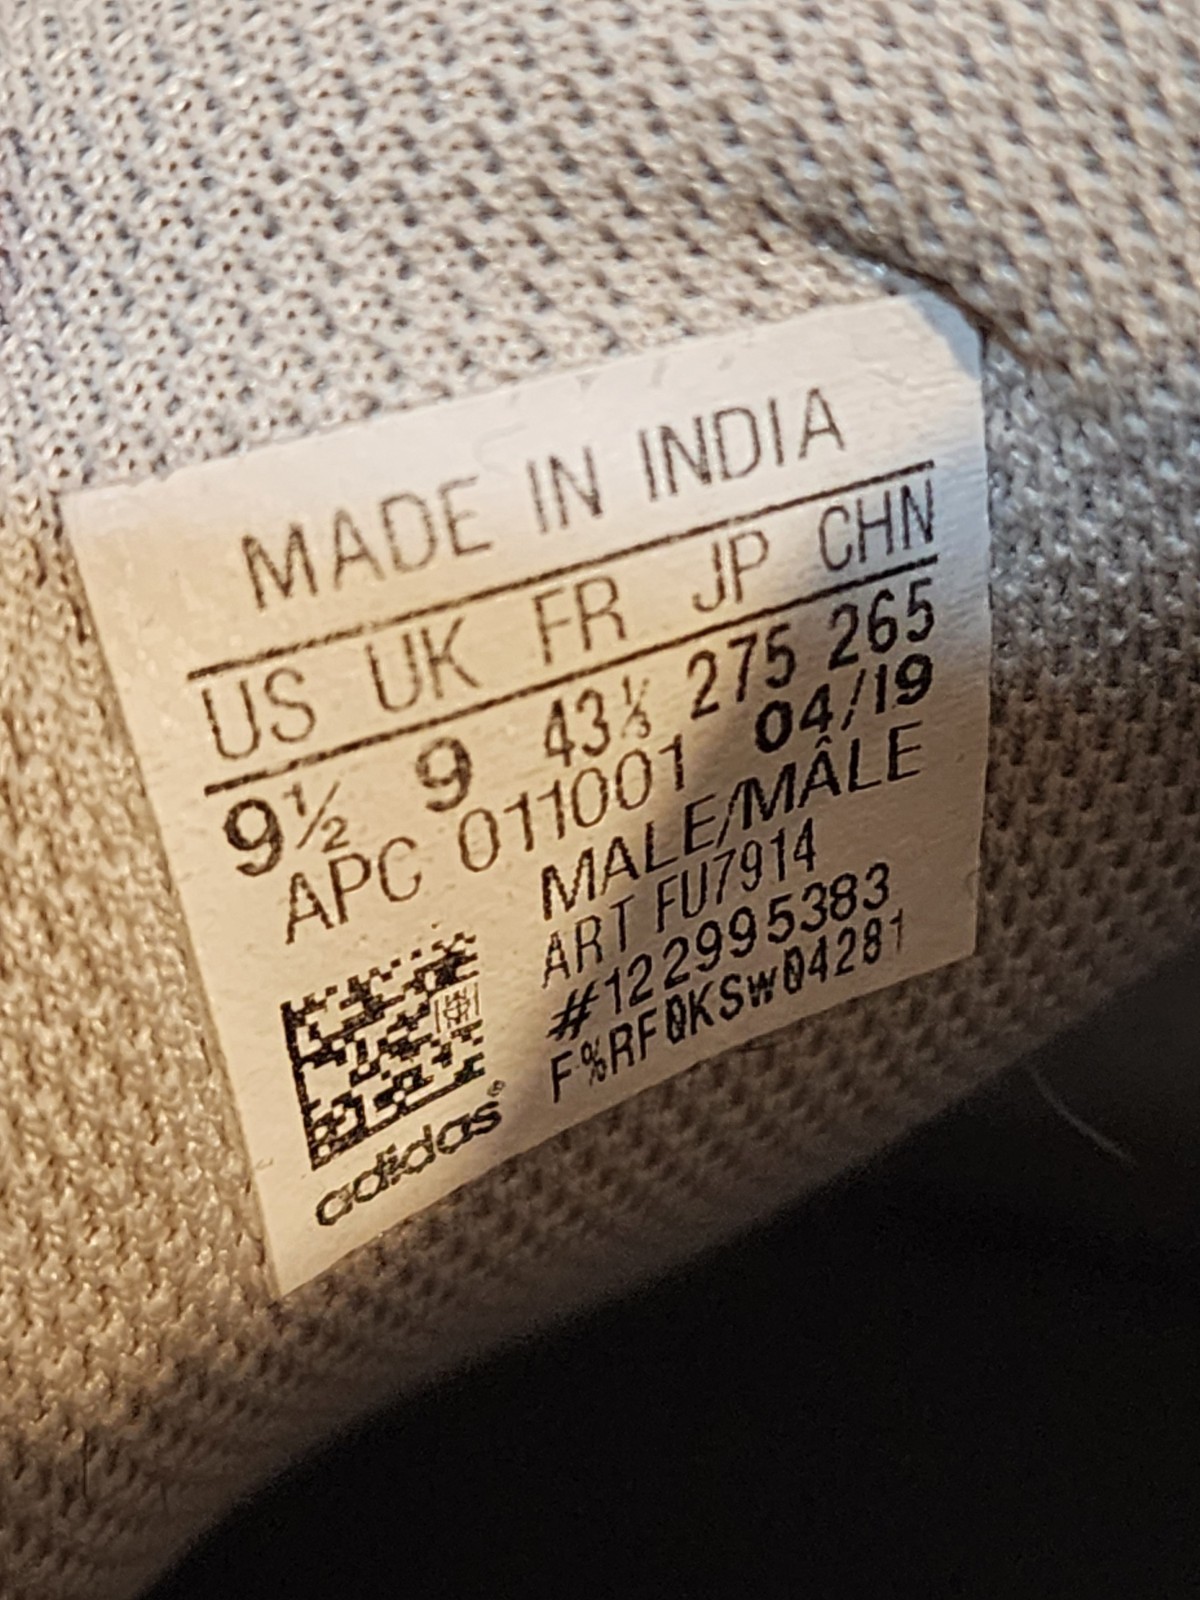 MADE IN INDIA
US UK FR JP CHN
9½ 9 43⅓ 275 265
APC 011001 04/19
MALE/MÂLE
ART FU7914
#122995383
F%RF0KSW04281
adidas®